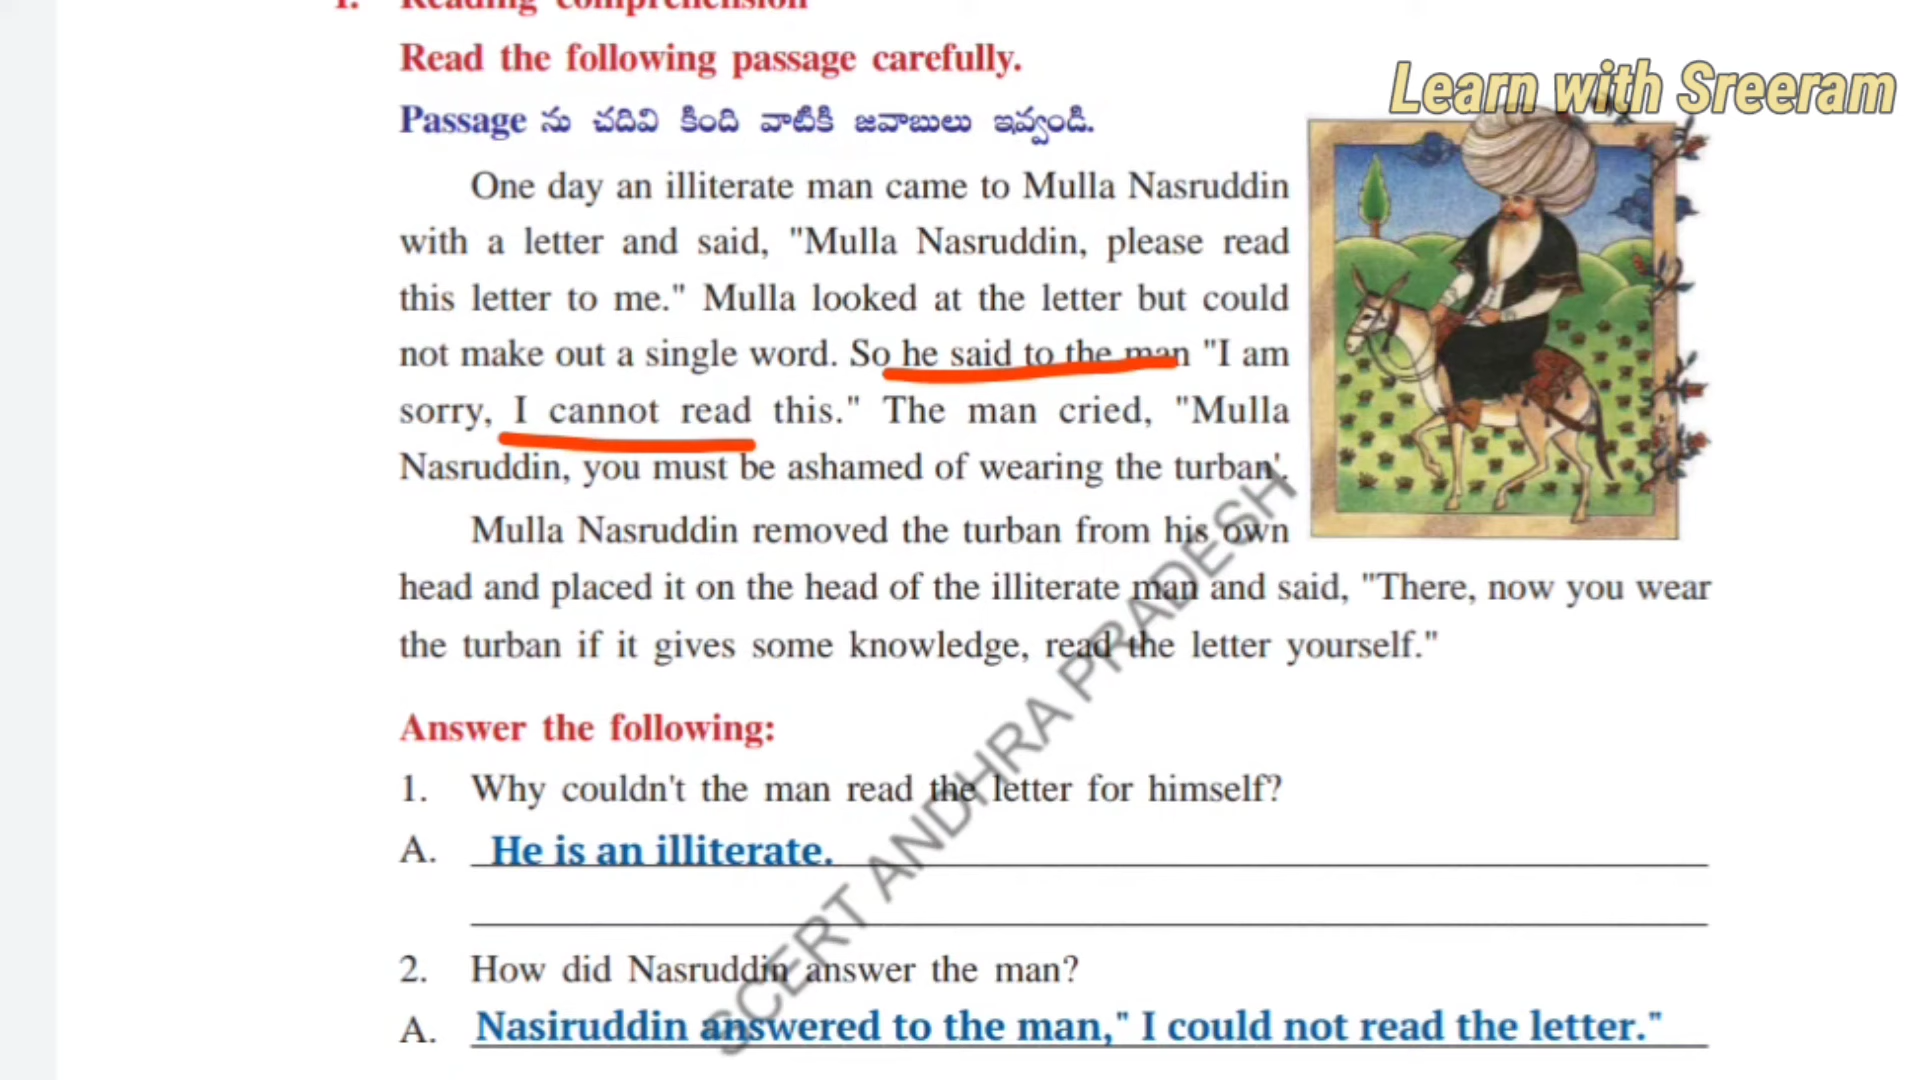 I. Reading comprehension
Read the following passage carefully.
Learn with Sreeram
Passage ను చదివి కింది వాటికి జవాబులు ఇవ్వండి.
One day an illiterate man came to Mulla Nasruddin
with a letter and said, "Mulla Nasruddin, please read
this letter to me." Mulla looked at the letter but could
not make out a single word. So he said to the man "I am
sorry, I cannot read this." The man cried, "Mulla
Nasruddin, you must be ashamed of wearing the turban'.
Mulla Nasruddin removed the turban from his own
head and placed it on the head of the illiterate man and said, "There, now you wear
the turban if it gives some knowledge, read the letter yourself."
SCERT ANDHRA PRADESH
Answer the following:
1. Why couldn't the man read the letter for himself?
A. He is an illiterate.
2. How did Nasruddin answer the man?
A. Nasiruddin answered to the man," I could not read the letter."